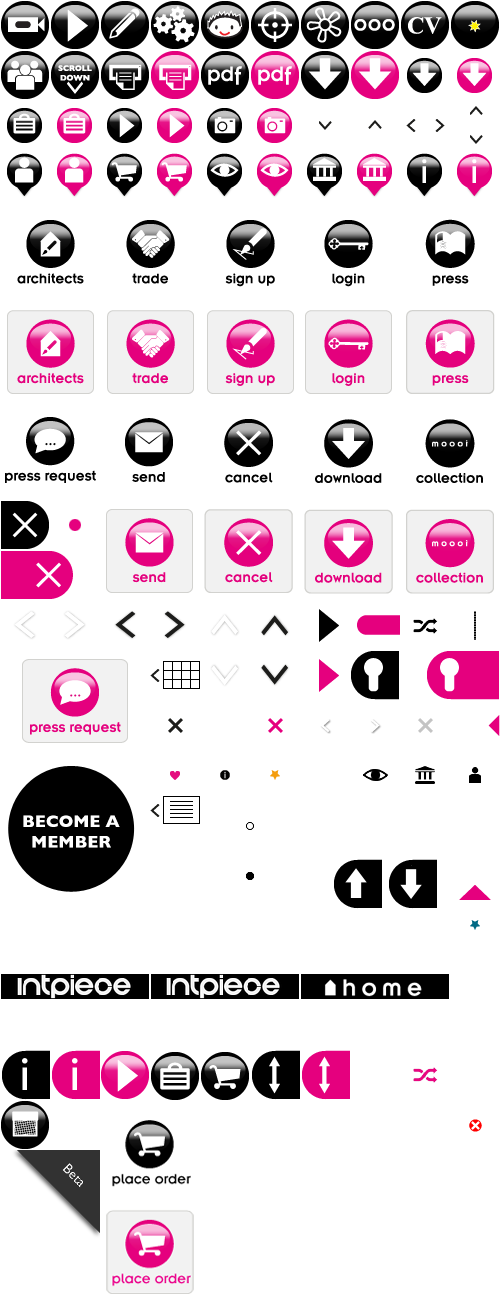 CV
SCROLL
DOWN
pdf pdf
i i
architects trade sign up login press
architects trade sign up login press
moooi
press request send cancel download collection
moooi
send cancel download collection
press request
BECOME A
MEMBER
intpiece intpiece home
i i
Beta
place order
place order